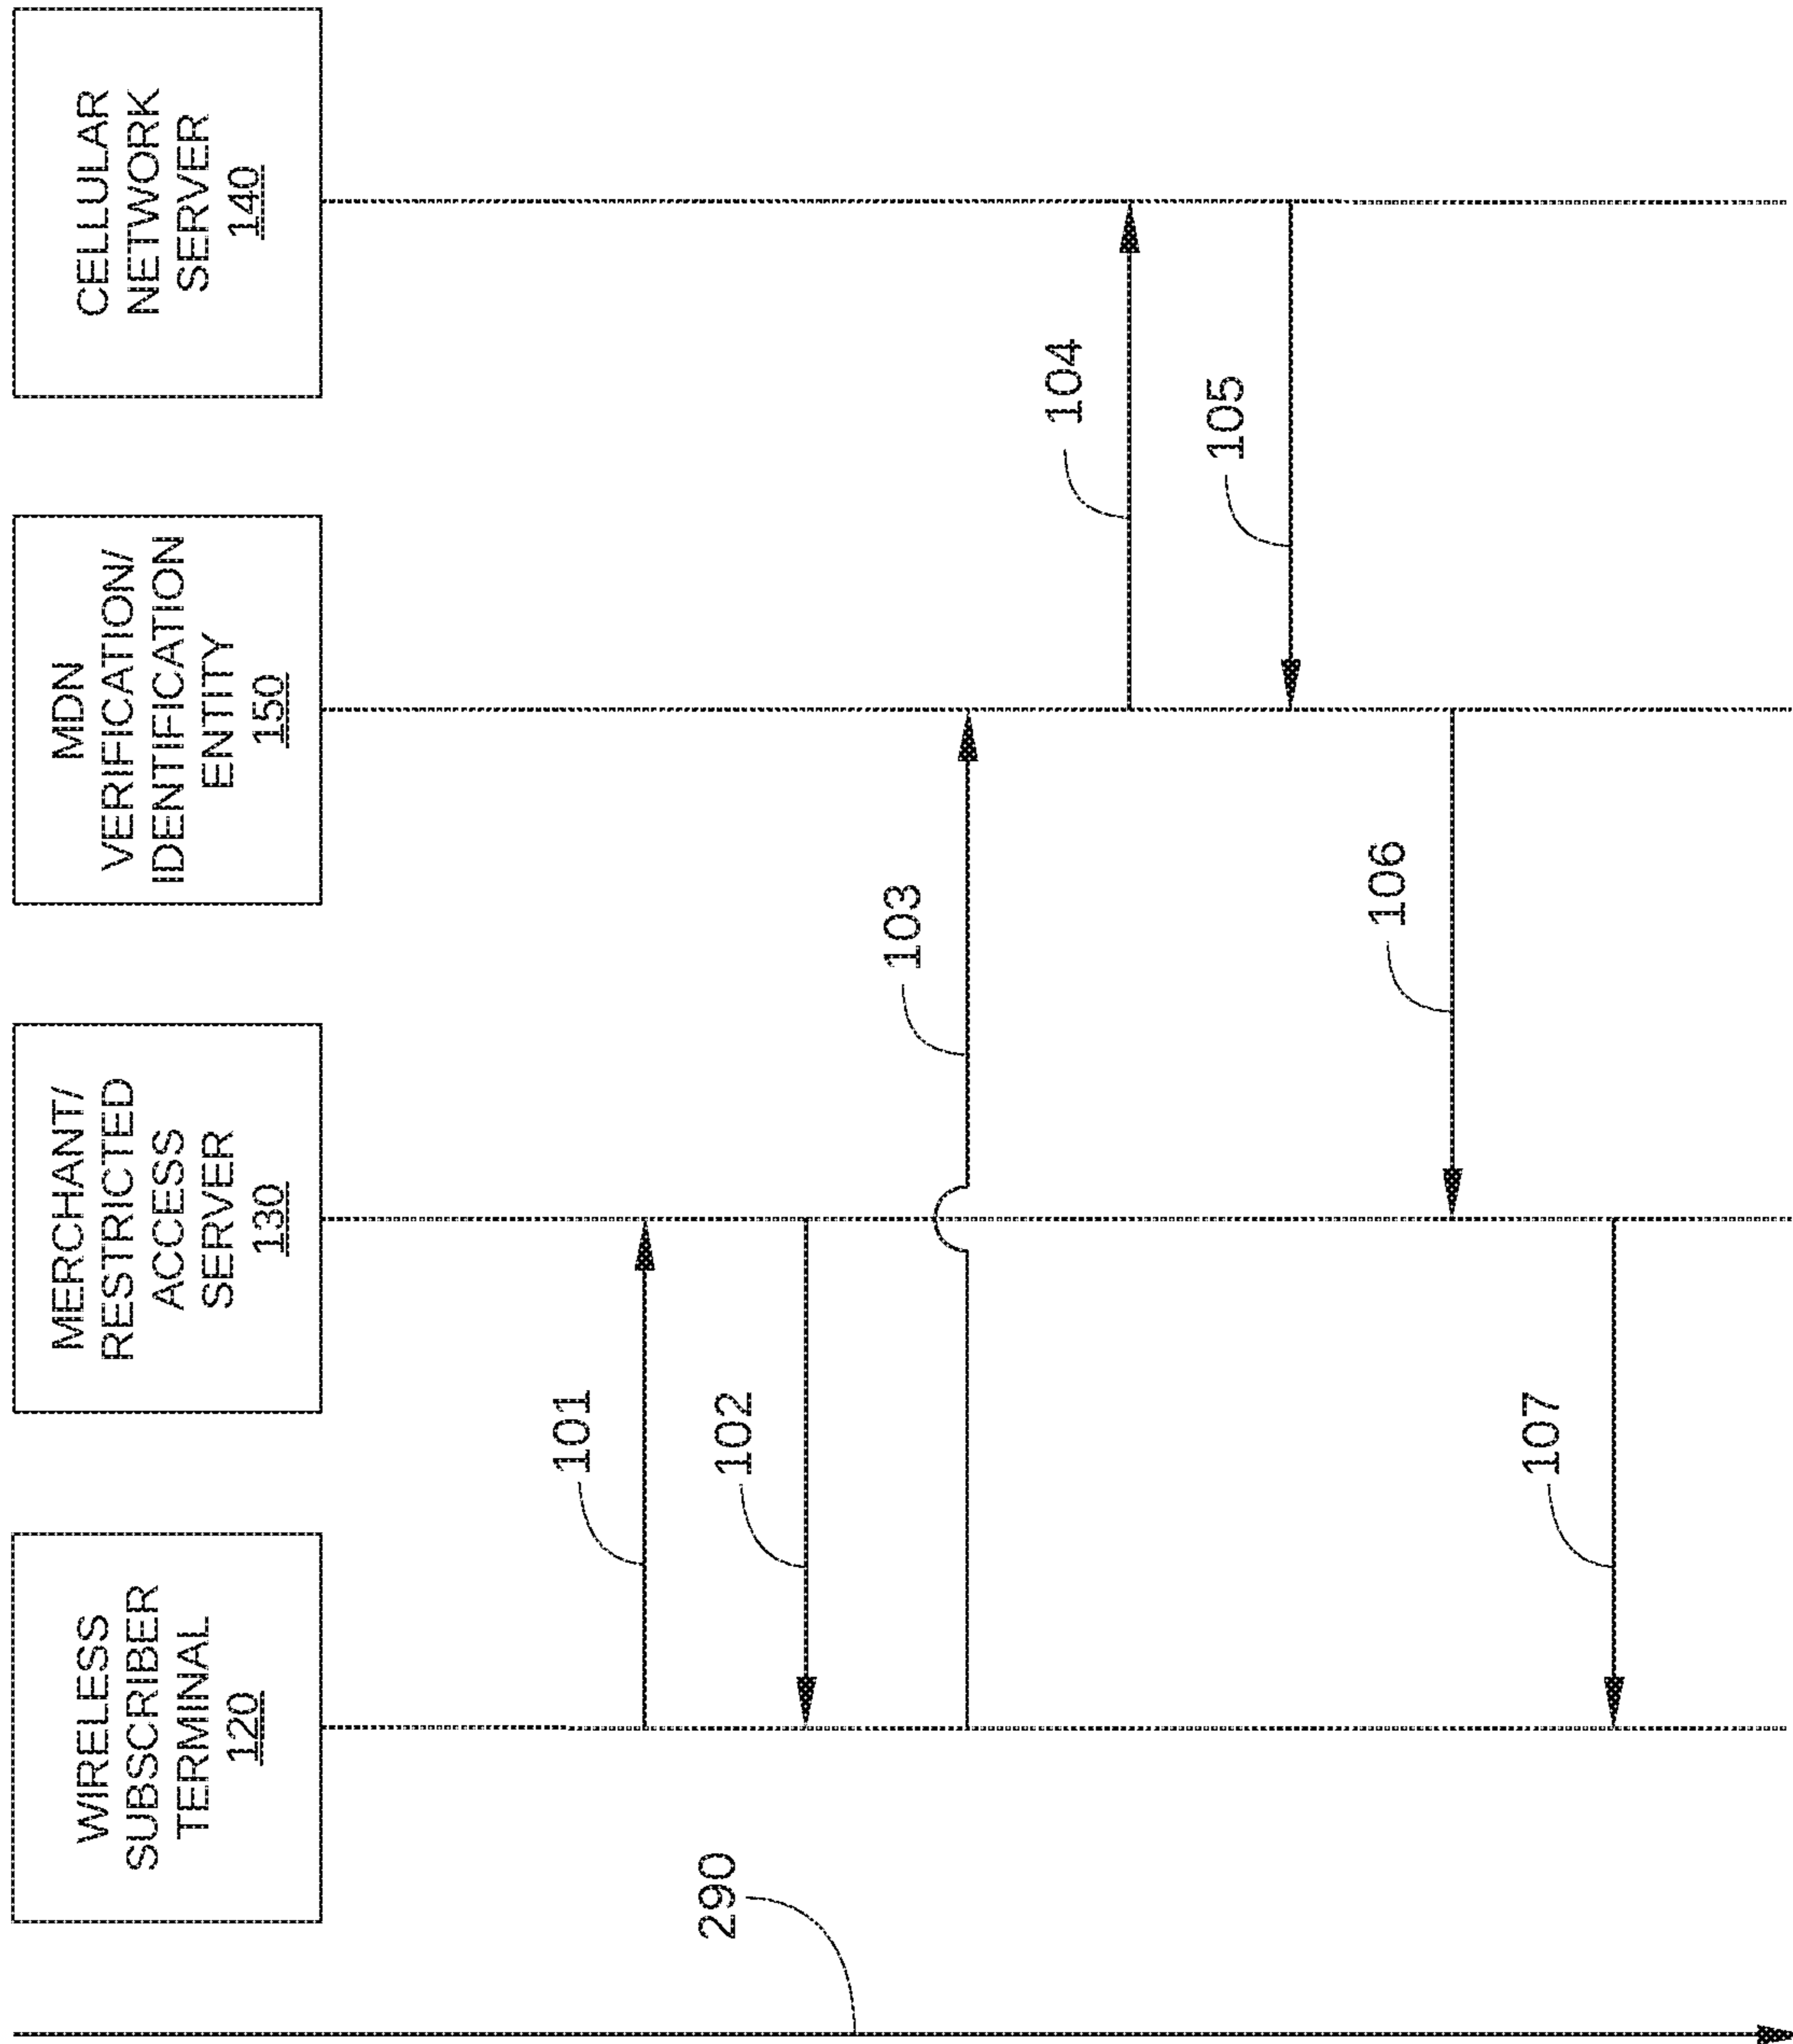 WIRELESS
SUBSCRIBER
TERMINAL
120
MERCHANT/
RESTRICTED
ACCESS
SERVER
130
MDN
VERIFICATION/
IDENTIFICATION
ENTITY
150
CELLULAR
NETWORK
SERVER
140
101
102
290
103
104
105
106
107